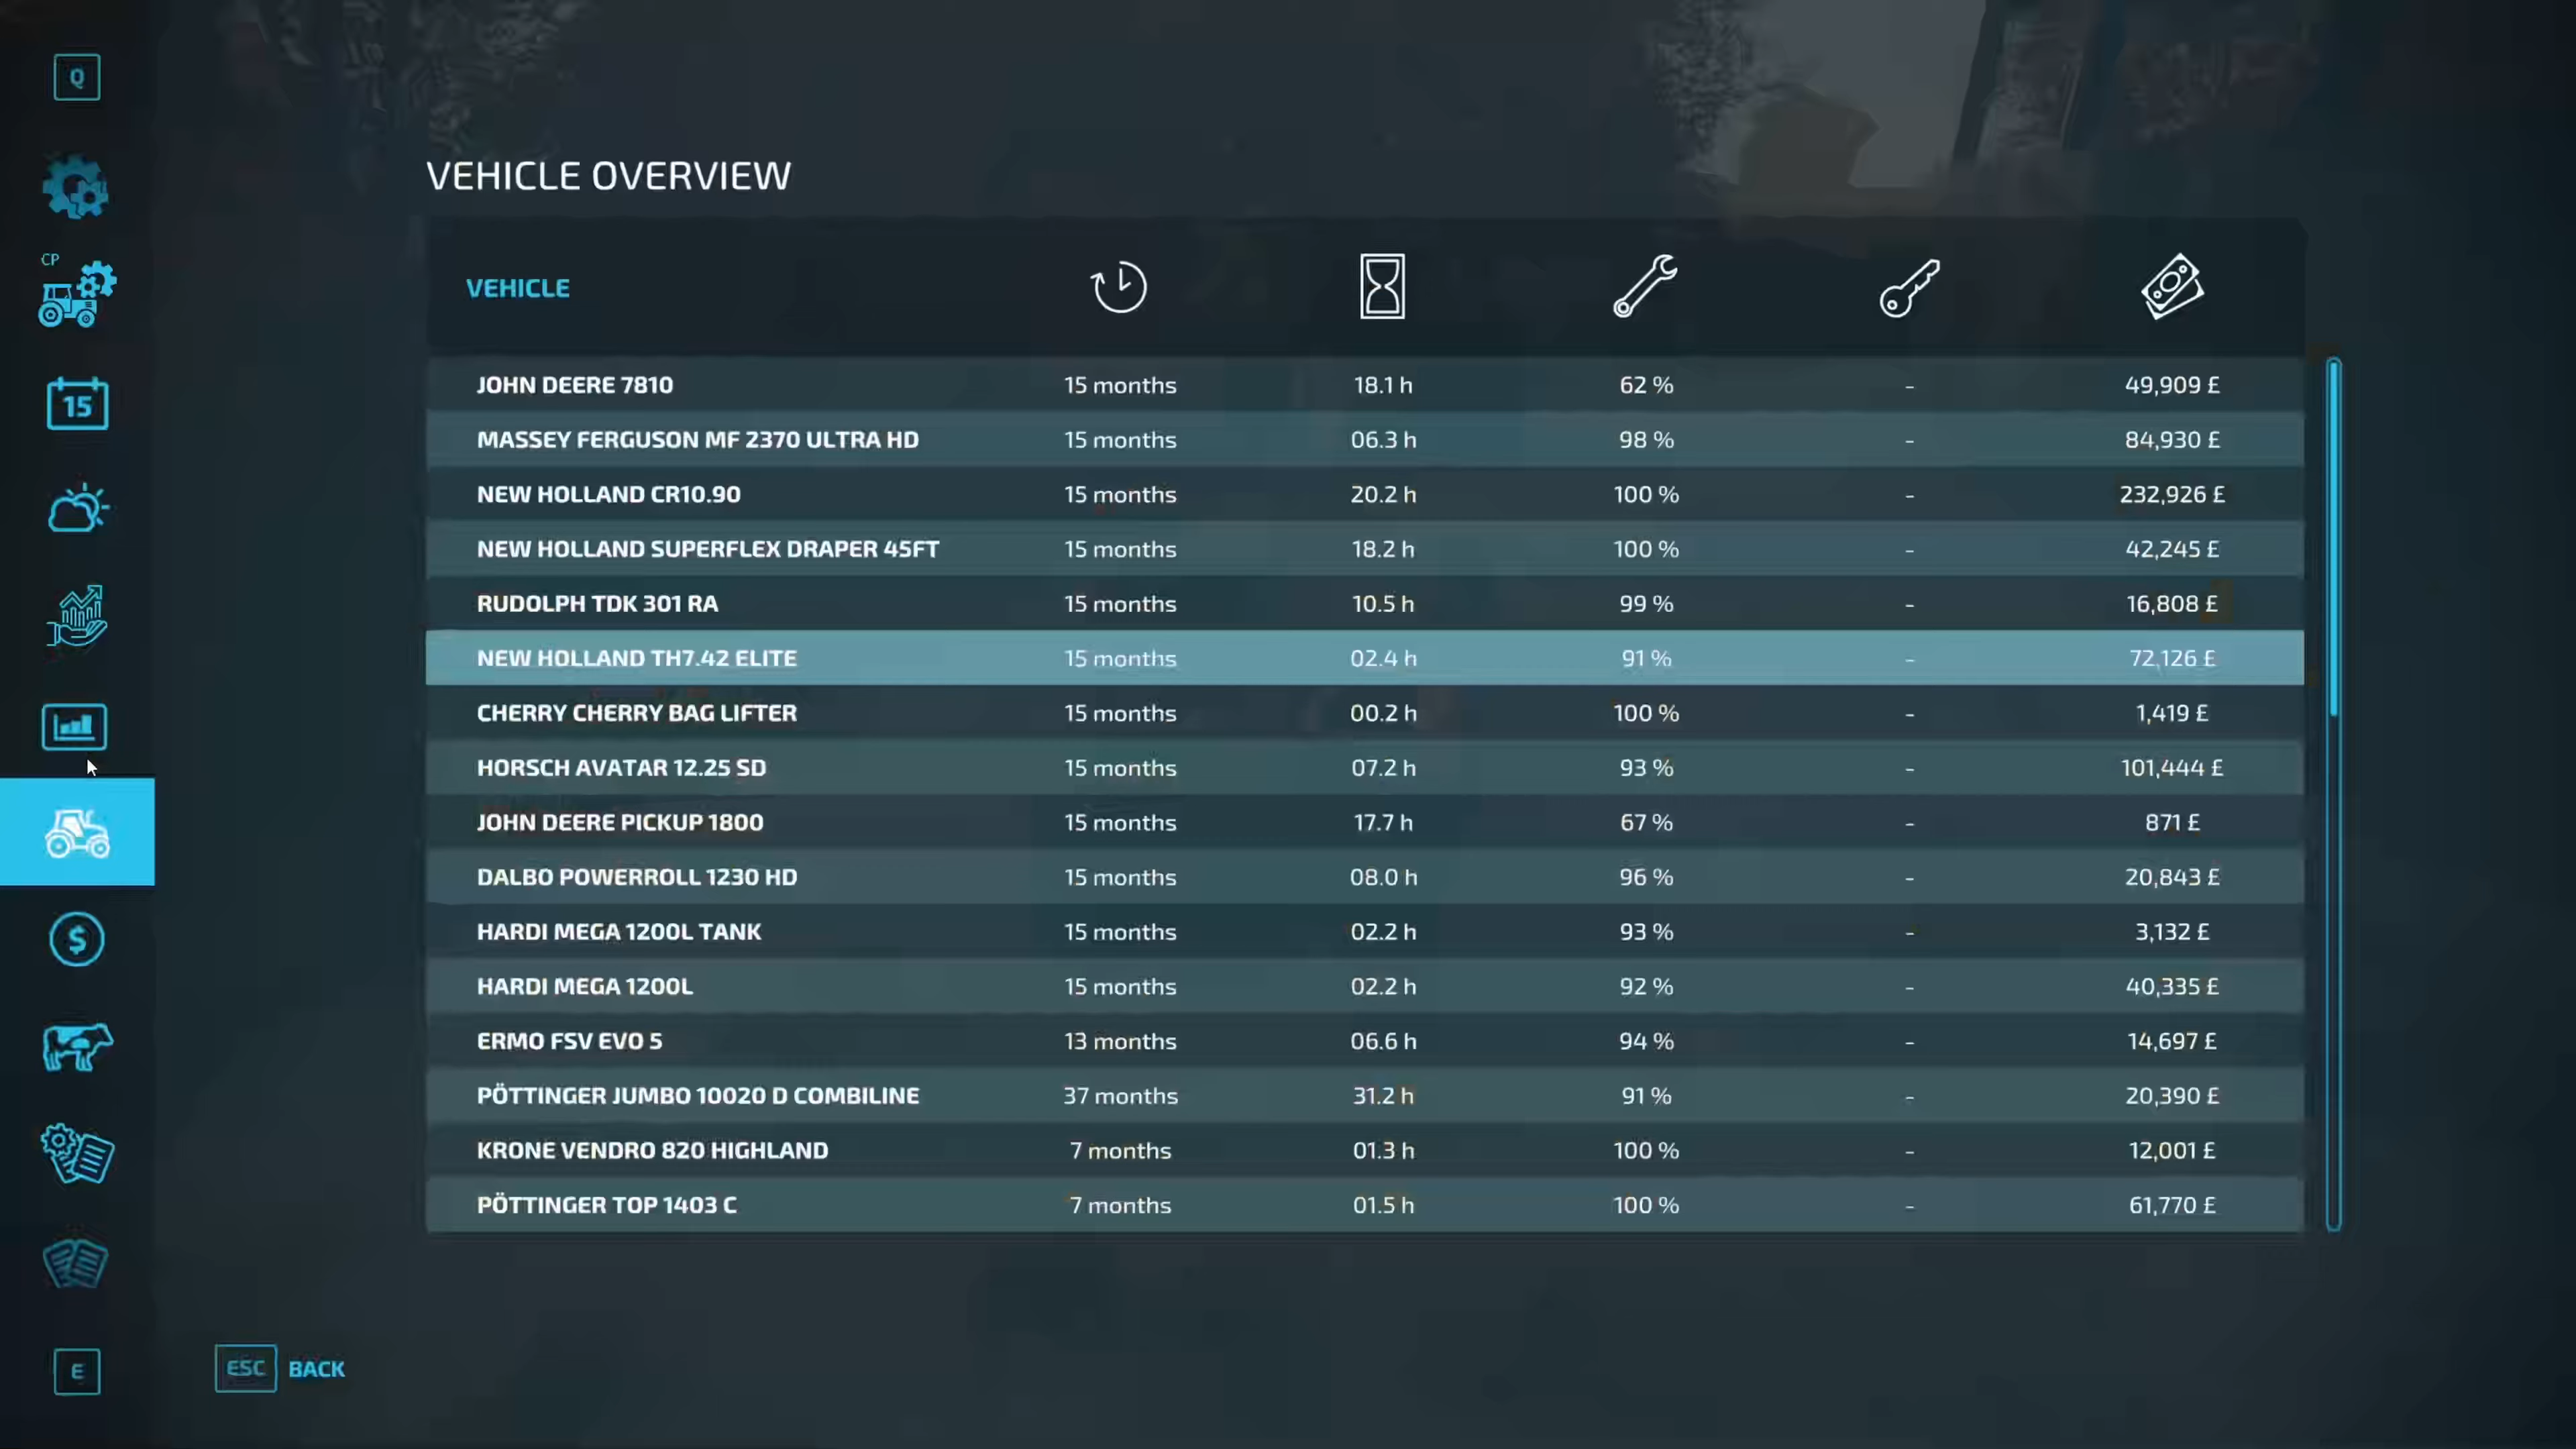 Q
CP
15
VEHICLE OVERVIEW
VEHICLE
JOHN DEERE 7810 15 months 18.1 h 62 % - 49,909 £
MASSEY FERGUSON MF 2370 ULTRA HD 15 months 06.3 h 98 % - 84,930 £
NEW HOLLAND CR10.90 15 months 20.2 h 100 % - 232,926 £
NEW HOLLAND SUPERFLEX DRAPER 45FT 15 months 18.2 h 100 % - 42,245 £
RUDOLPH TDK 301 RA 15 months 10.5 h 99 % - 16,808 £
NEW HOLLAND TH7.42 ELITE 15 months 02.4 h 91 % - 72,126 £
CHERRY CHERRY BAG LIFTER 15 months 00.2 h 100 % - 1,419 £
HORSCH AVATAR 12.25 SD 15 months 07.2 h 93 % - 101,444 £
JOHN DEERE PICKUP 1800 15 months 17.7 h 67 % - 871 £
DALBO POWERROLL 1230 HD 15 months 08.0 h 96 % - 20,843 £
HARDI MEGA 1200L TANK 15 months 02.2 h 93 % - 3,132 £
HARDI MEGA 1200L 15 months 02.2 h 92 % - 40,335 £
ERMO FSV EVO 5 13 months 06.6 h 94 % - 14,697 £
PÖTTINGER JUMBO 10020 D COMBILINE 37 months 31.2 h 91 % - 20,390 £
KRONE VENDRO 820 HIGHLAND 7 months 01.3 h 100 % - 12,001 £
PÖTTINGER TOP 1403 C 7 months 01.5 h 100 % - 61,770 £
$
E
ESC BACK